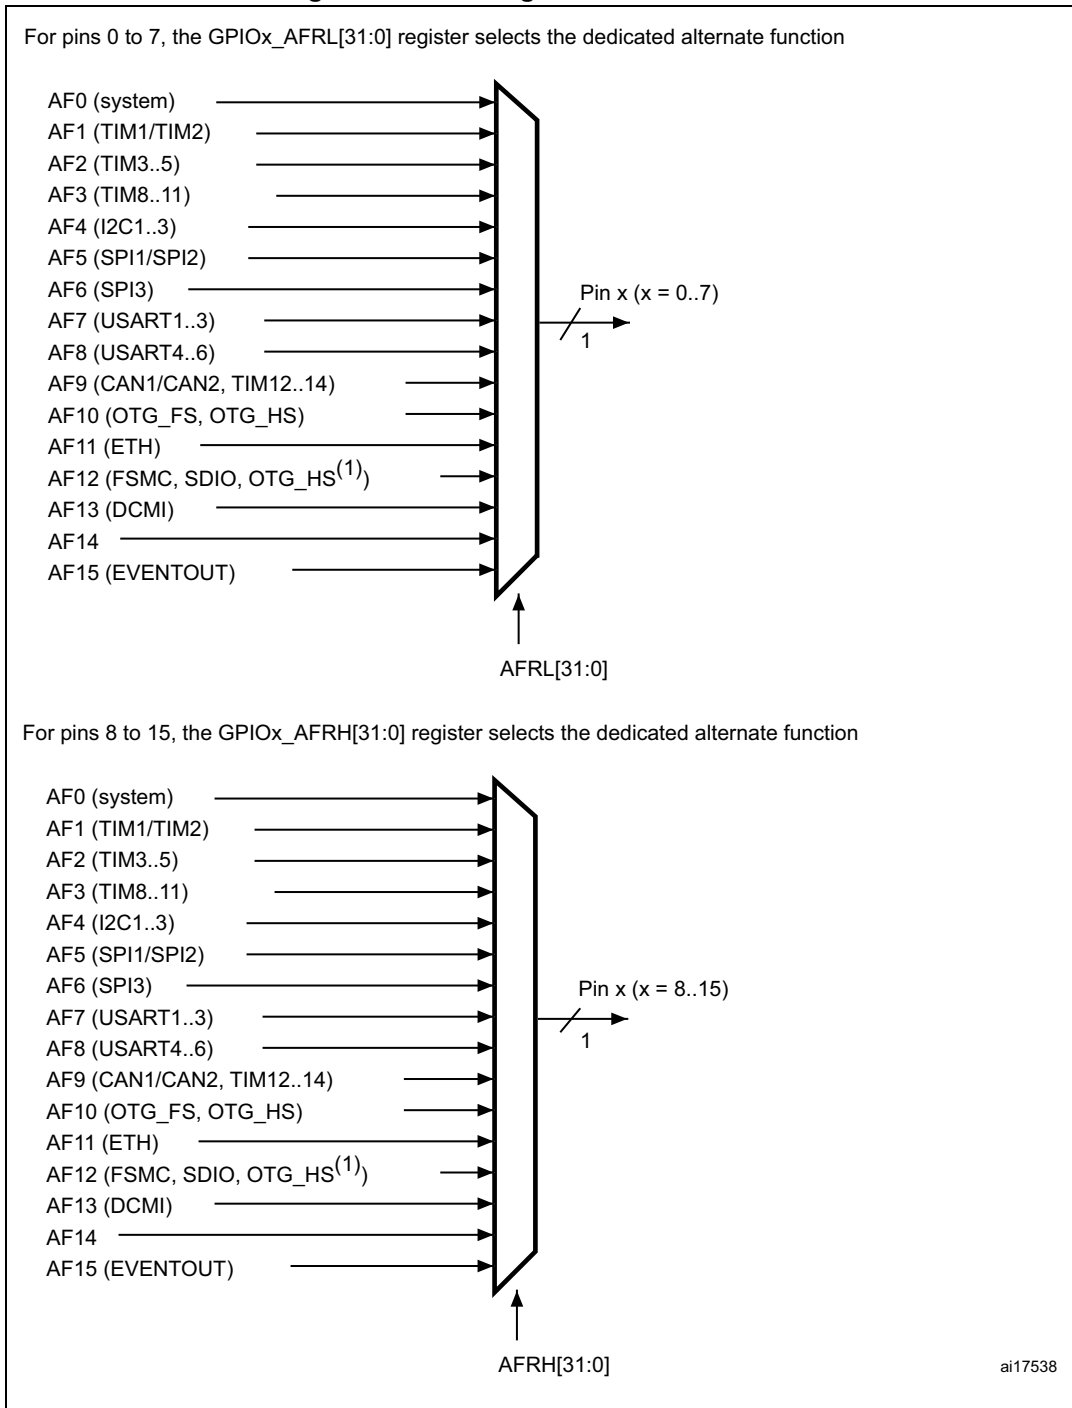 For pins 0 to 7, the GPIOx_AFRL[31:0] register selects the dedicated alternate function
AF0 (system)
AF1 (TIM1/TIM2)
AF2 (TIM3..5)
AF3 (TIM8..11)
AF4 (I2C1..3)
AF5 (SPI1/SPI2)
AF6 (SPI3)
Pin x (x = 0..7)
AF7 (USART1..3)
1
AF8 (USART4..6)
AF9 (CAN1/CAN2, TIM12..14)
AF10 (OTG_FS, OTG_HS)
AF11 (ETH)
AF12 (FSMC, SDIO, OTG_HS(1))
AF13 (DCMI)
AF14
AF15 (EVENTOUT)
AFRL[31:0]
For pins 8 to 15, the GPIOx_AFRH[31:0] register selects the dedicated alternate function
AF0 (system)
AF1 (TIM1/TIM2)
AF2 (TIM3..5)
AF3 (TIM8..11)
AF4 (I2C1..3)
AF5 (SPI1/SPI2)
AF6 (SPI3)
Pin x (x = 8..15)
AF7 (USART1..3)
1
AF8 (USART4..6)
AF9 (CAN1/CAN2, TIM12..14)
AF10 (OTG_FS, OTG_HS)
AF11 (ETH)
AF12 (FSMC, SDIO, OTG_HS(1))
AF13 (DCMI)
AF14
AF15 (EVENTOUT)
AFRH[31:0]
ai17538